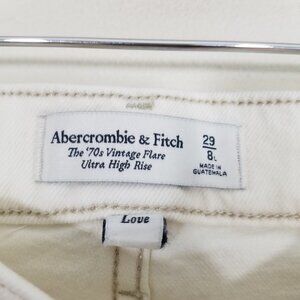 Abercrombie & Fitch
The '70s Vintage Flare
Ultra High Rise
29
8L
MADE IN
GUATEMALA
Love